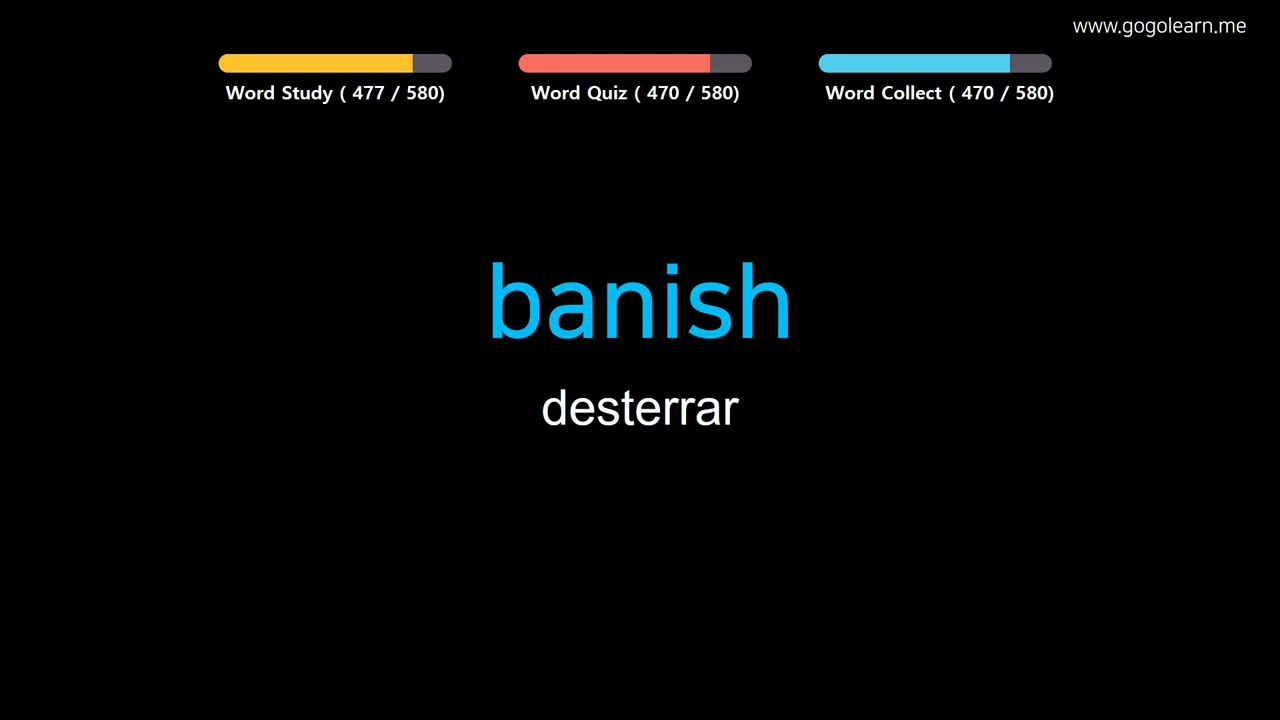 www.gogolearn.me
Word Study ( 477 / 580)
Word Quiz ( 470 / 580)
Word Collect ( 470 / 580)
banish
desterrar